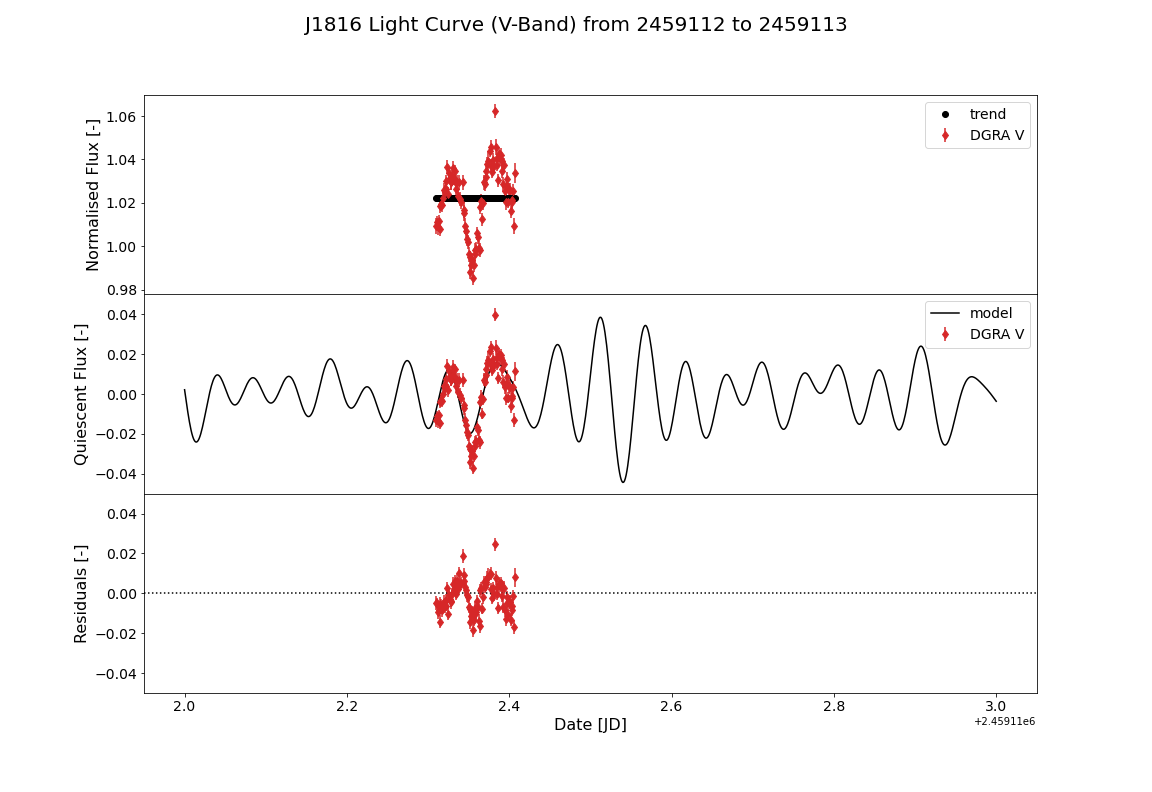 J1816 Light Curve (V-Band) from 2459112 to 2459113
Normalised Flux [-]
1.06
1.04
1.02
1.00
0.98
trend
DGRA V
Quiescent Flux [-]
0.04
0.02
0.00
−0.02
−0.04
model
DGRA V
Residuals [-]
0.04
0.02
0.00
−0.02
−0.04
2.0 2.2 2.4 2.6 2.8 3.0
+2.45911e6
Date [JD]